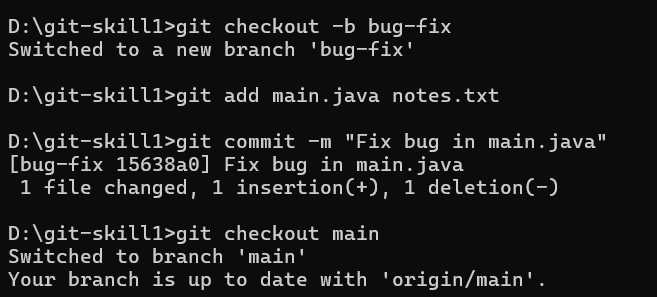 D:\git-skill1>git checkout -b bug-fix
Switched to a new branch 'bug-fix'
D:\git-skill1>git add main.java notes.txt
D:\git-skill1>git commit -m "Fix bug in main.java"
[bug-fix 15638a0] Fix bug in main.java
 1 file changed, 1 insertion(+), 1 deletion(-)
D:\git-skill1>git checkout main
Switched to branch 'main'
Your branch is up to date with 'origin/main'.